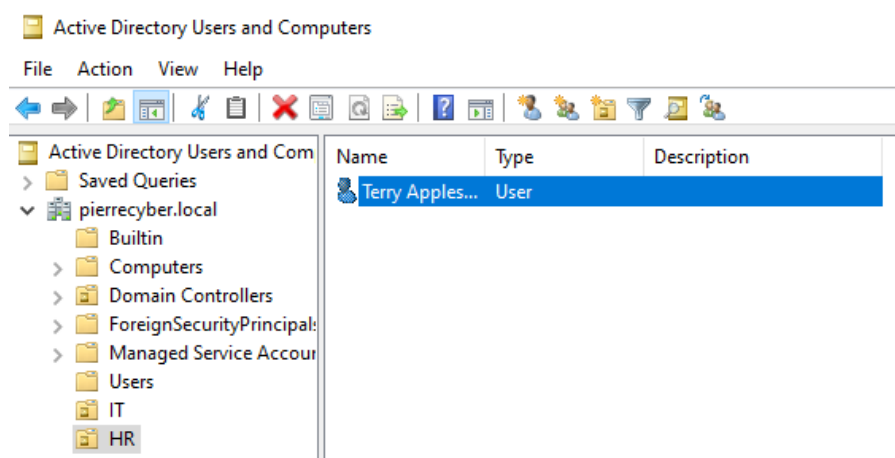 Active Directory Users and Computers
File Action View Help
Active Directory Users and Com
Name Type Description
Saved Queries
Terry Apples... User
pierrecyber.local
Builtin
Computers
Domain Controllers
ForeignSecurityPrincipals
Managed Service Accour
Users
IT
HR